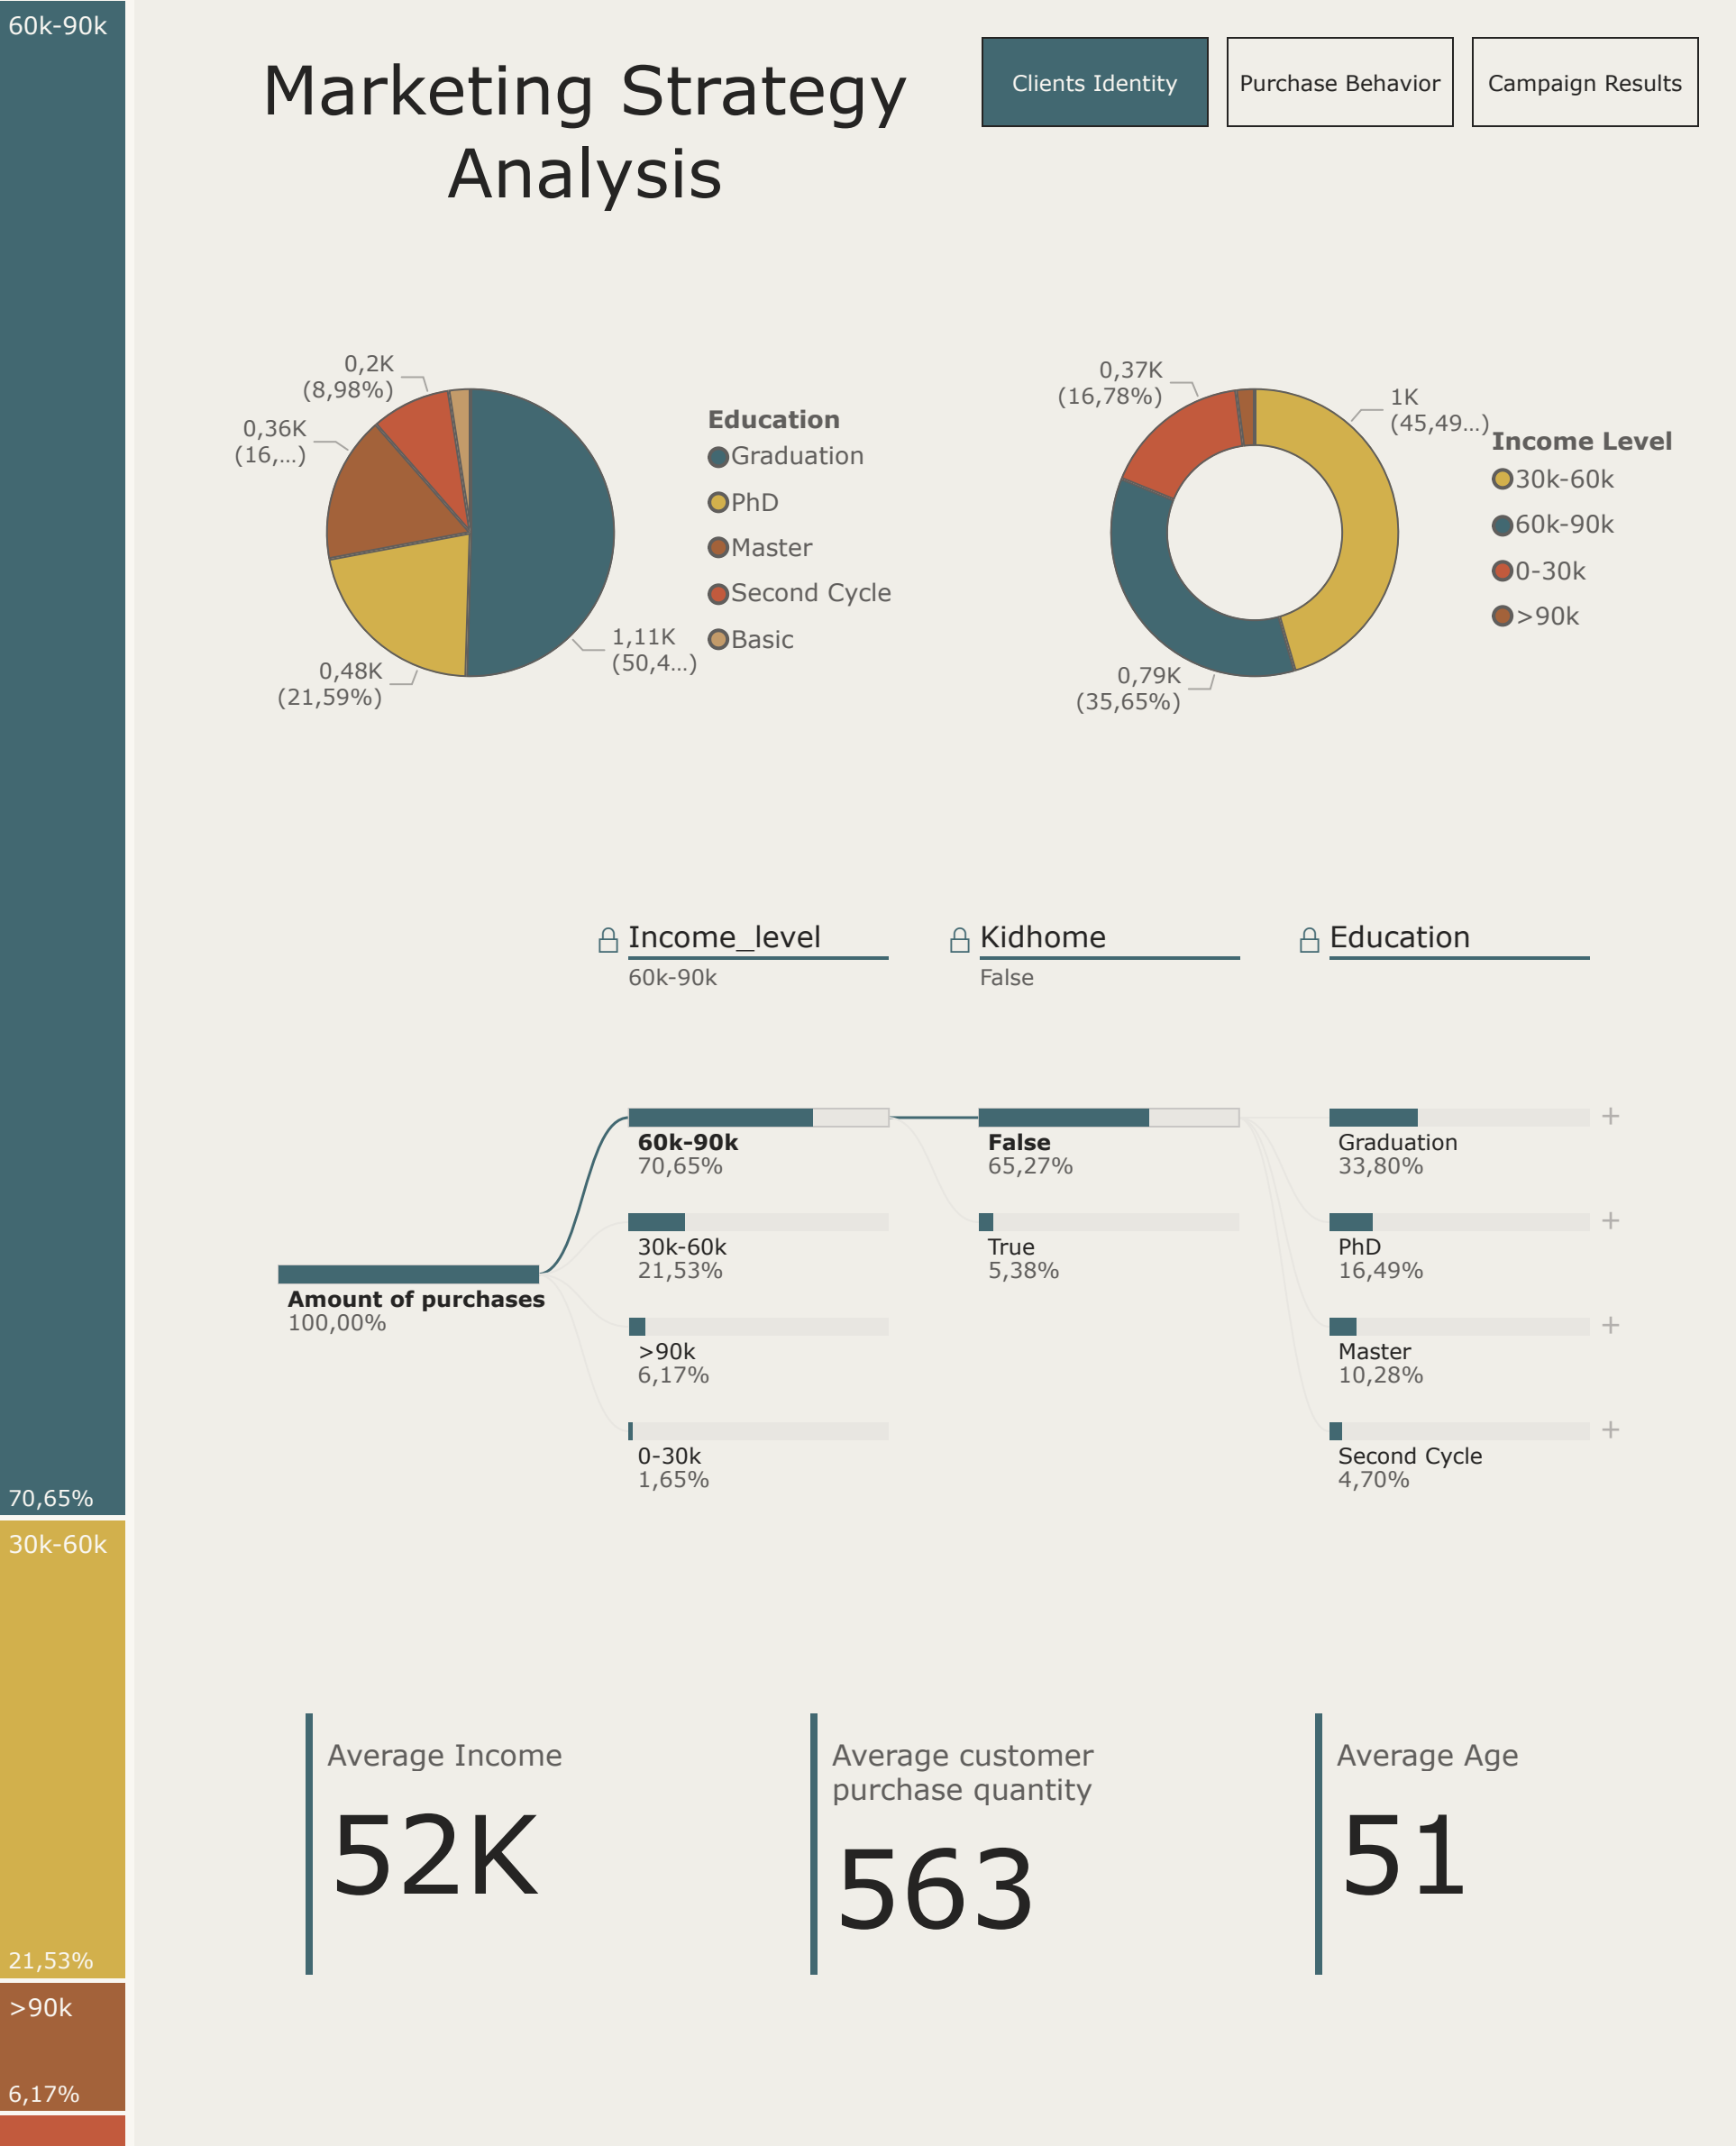 60k-90k
70,65%
30k-60k
21,53%
>90k
6,17%
Marketing Strategy
Analysis
Clients Identity
Purchase Behavior
Campaign Results
0,2K
(8,98%)
0,36K
(16,...)
0,48K
(21,59%)
1,11K
(50,4...)
Education
Graduation
PhD
Master
Second Cycle
Basic
0,37K
(16,78%)
1K
(45,49...)
0,79K
(35,65%)
Income Level
30k-60k
60k-90k
0-30k
>90k
Income_level
60k-90k
Kidhome
False
Education
Amount of purchases
100,00%
60k-90k
70,65%
30k-60k
21,53%
>90k
6,17%
0-30k
1,65%
False
65,27%
True
5,38%
Graduation
33,80%
PhD
16,49%
Master
10,28%
Second Cycle
4,70%
Average Income
52K
Average customer
purchase quantity
563
Average Age
51